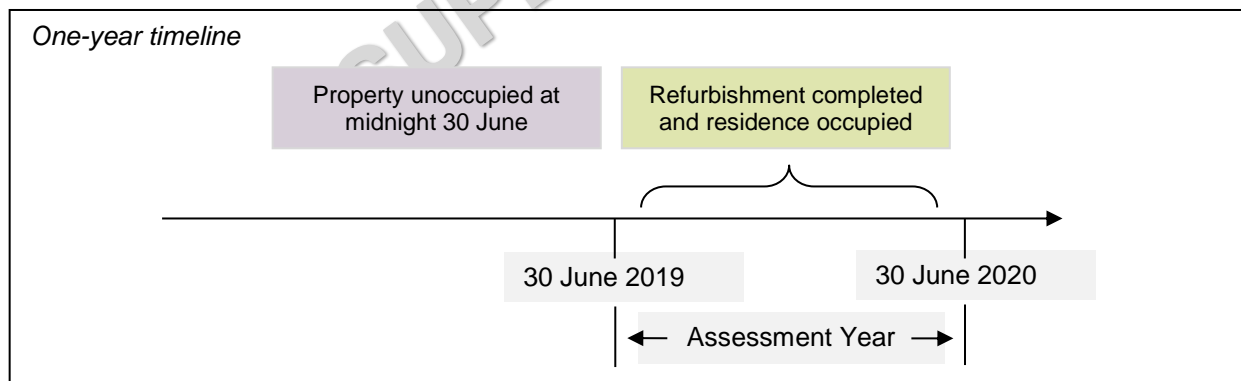 One-year timeline
Property unoccupied at
midnight 30 June
Refurbishment completed
and residence occupied
30 June 2019
30 June 2020
Assessment Year